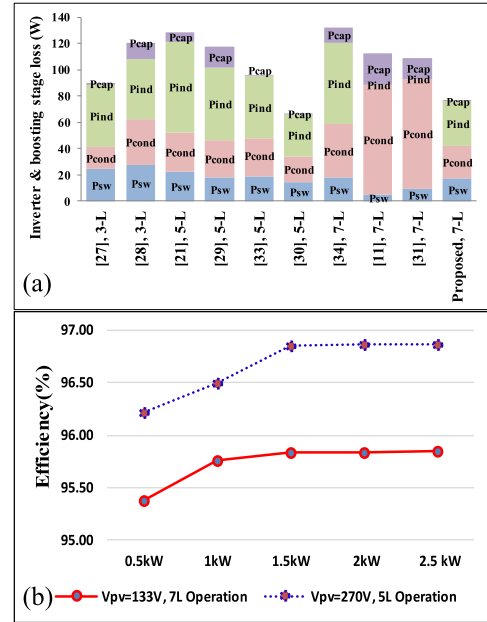 Inverter & boosting stage loss (W)
140
120
100
80
60
40
20
0
Pcap
Pind
Pcond
Psw
Pcap
Pind
Pcond
Psw
Pcap
Pind
Pcond
Psw
Pcap
Pind
Pcond
Psw
Pcap
Pind
Pcond
Psw
Pcap
Pind
Pcond
Psw
Pcap
Pind
Pcond
Psw
Pcap
Pind
Pcond
Psw
Pcap
Pind
Pcond
Psw
Pcap
Pind
Pcond
Psw
[27], 3-L
[28], 3-L
[21], 5-L
[29], 5-L
[33], 5-L
[30], 5-L
[34], 7-L
[11], 7-L
[31], 7-L
Proposed, 7-L
(a)
Efficiency(%)
97.00
96.50
96.00
95.50
95.00
0.5kW 1kW 1.5kW 2kW 2.5 kW
(b)
Vpv=133V, 7L Operation
Vpv=270V, 5L Operation